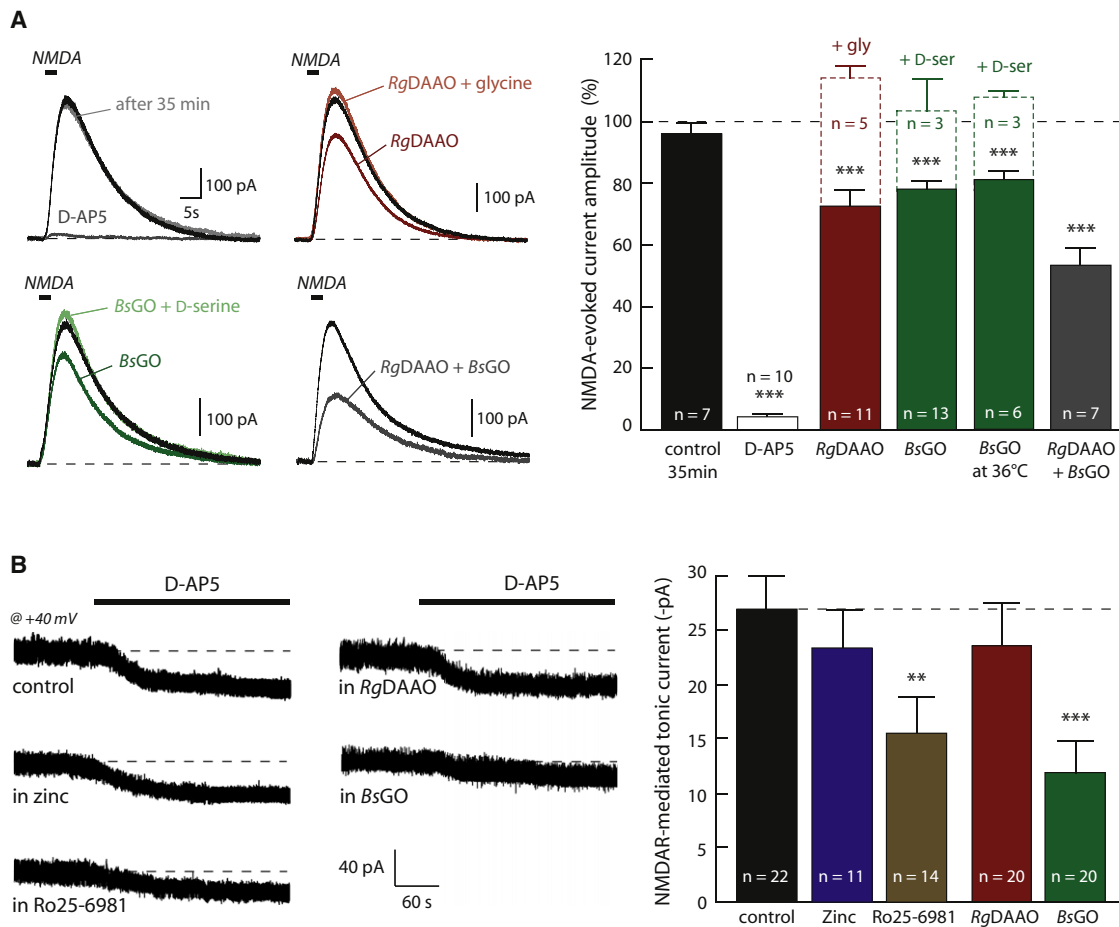 A
NMDA
after 35 min
100 pA
5s
D-AP5
NMDA
RgDAAO + glycine
RgDAAO
100 pA
NMDA
BsGO + D-serine
BsGO
100 pA
NMDA
RgDAAO + BsGO
100 pA
NMDA-evoked current amplitude (%)
120
100
80
60
40
20
0
+ gly
+ D-ser
+ D-ser
n = 5
n = 3
n = 3
***
***
***
***
n = 10
***
n = 7
n = 11
n = 13
n = 6
n = 7
control 35min
D-AP5
RgDAAO
BsGO
BsGO at 36°C
RgDAAO + BsGO
B
D-AP5
D-AP5
@ +40 mV
control
in RgDAAO
in zinc
in BsGO
in Ro25-6981
40 pA
60 s
NMDAR-mediated tonic current (-pA)
30
25
20
15
10
5
0
**
***
n = 22
n = 11
n = 14
n = 20
n = 20
control
Zinc
Ro25-6981
RgDAAO
BsGO